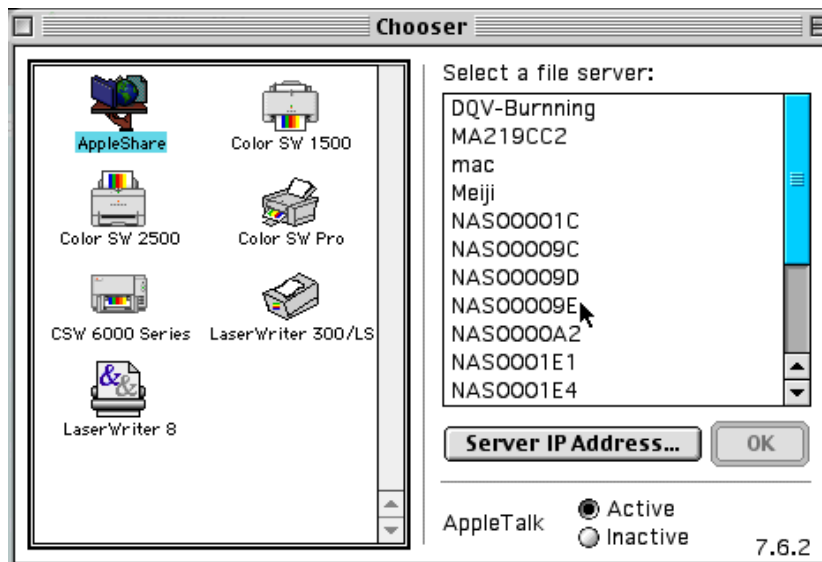 Chooser
AppleShare
Color SW 1500
Color SW 2500
Color SW Pro
CSW 6000 Series
LaserWriter 300/LS
LaserWriter 8
Select a file server:
DQV-Burnning
MA219CC2
mac
Meiji
NAS00001C
NAS00009C
NAS00009D
NAS00009E
NAS0000A2
NAS0001E1
NAS0001E4
Server IP Address...
OK
AppleTalk
Active
Inactive
7.6.2